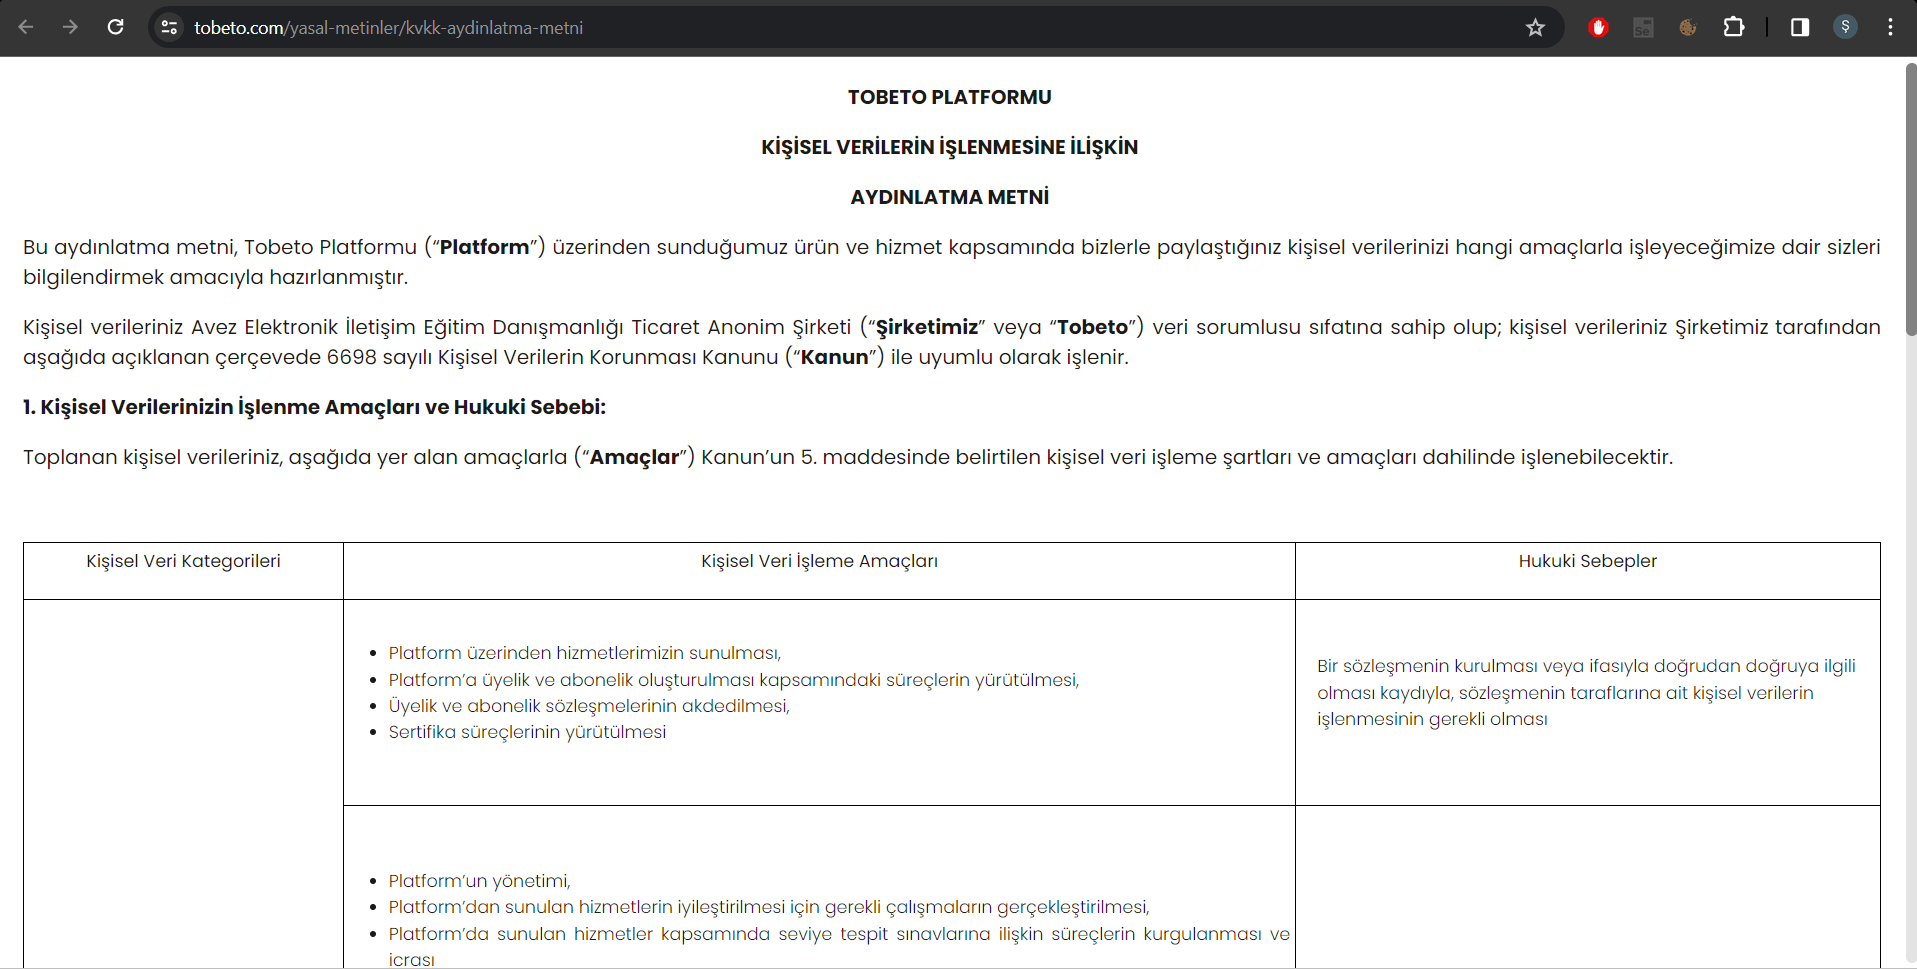 tobeto.com/yasal-metinler/kvkk-aydinlatma-metni
Se
Ş
TOBETO PLATFORMU
KİŞİSEL VERİLERİN İŞLENMESİNE İLİŞKİN
AYDINLATMA METNİ
Bu aydınlatma metni, Tobeto Platformu (“Platform”) üzerinden sunduğumuz ürün ve hizmet kapsamında bizlerle paylaştığınız kişisel verilerinizi hangi amaçlarla işleyeceğimize dair sizleri
bilgilendirmek amacıyla hazırlanmıştır.
Kişisel verileriniz Avez Elektronik İletişim Eğitim Danışmanlığı Ticaret Anonim Şirketi (“Şirketimiz” veya “Tobeto”) veri sorumlusu sıfatına sahip olup; kişisel verileriniz Şirketimiz tarafından
aşağıda açıklanan çerçevede 6698 sayılı Kişisel Verilerin Korunması Kanunu (“Kanun”) ile uyumlu olarak işlenir.
1. Kişisel Verilerinizin İşlenme Amaçları ve Hukuki Sebebi:
Toplanan kişisel verileriniz, aşağıda yer alan amaçlarla (“Amaçlar”) Kanun’un 5. maddesinde belirtilen kişisel veri işleme şartları ve amaçları dahilinde işlenebilecektir.
Kişisel Veri Kategorileri
Kişisel Veri İşleme Amaçları
Hukuki Sebepler
• Platform üzerinden hizmetlerimizin sunulması,
• Platform’a üyelik ve abonelik oluşturulması kapsamındaki süreçlerin yürütülmesi,
• Üyelik ve abonelik sözleşmelerinin akdedilmesi,
• Sertifika süreçlerinin yürütülmesi
Bir sözleşmenin kurulması veya ifasıyla doğrudan doğruya ilgili
olması kaydıyla, sözleşmenin taraflarına ait kişisel verilerin
işlenmesinin gerekli olması
• Platform’un yönetimi,
• Platform’dan sunulan hizmetlerin iyileştirilmesi için gerekli çalışmaların gerçekleştirilmesi,
• Platform’da sunulan hizmetler kapsamında seviye tespit sınavlarına ilişkin süreçlerin kurgulanması ve
icrası